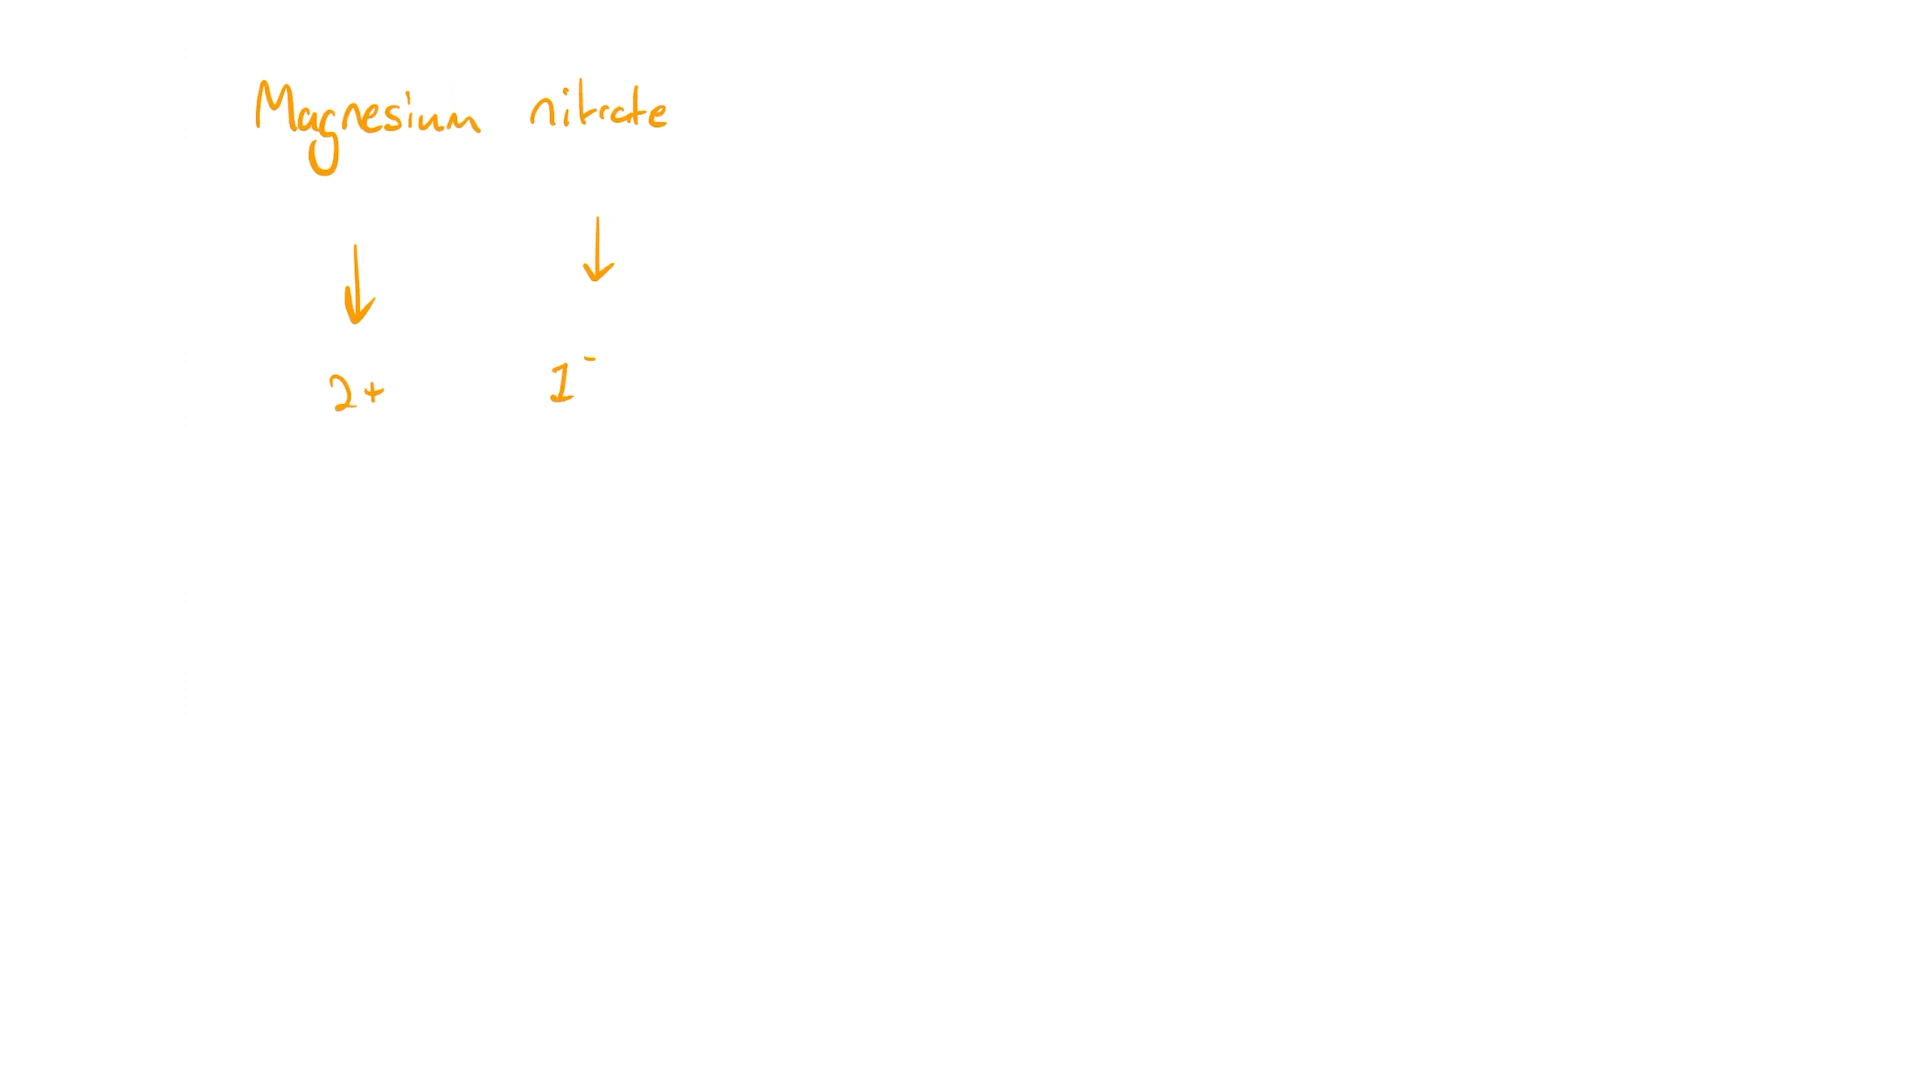 Magnesium nitrate
↓ ↓
2+ 1⁻